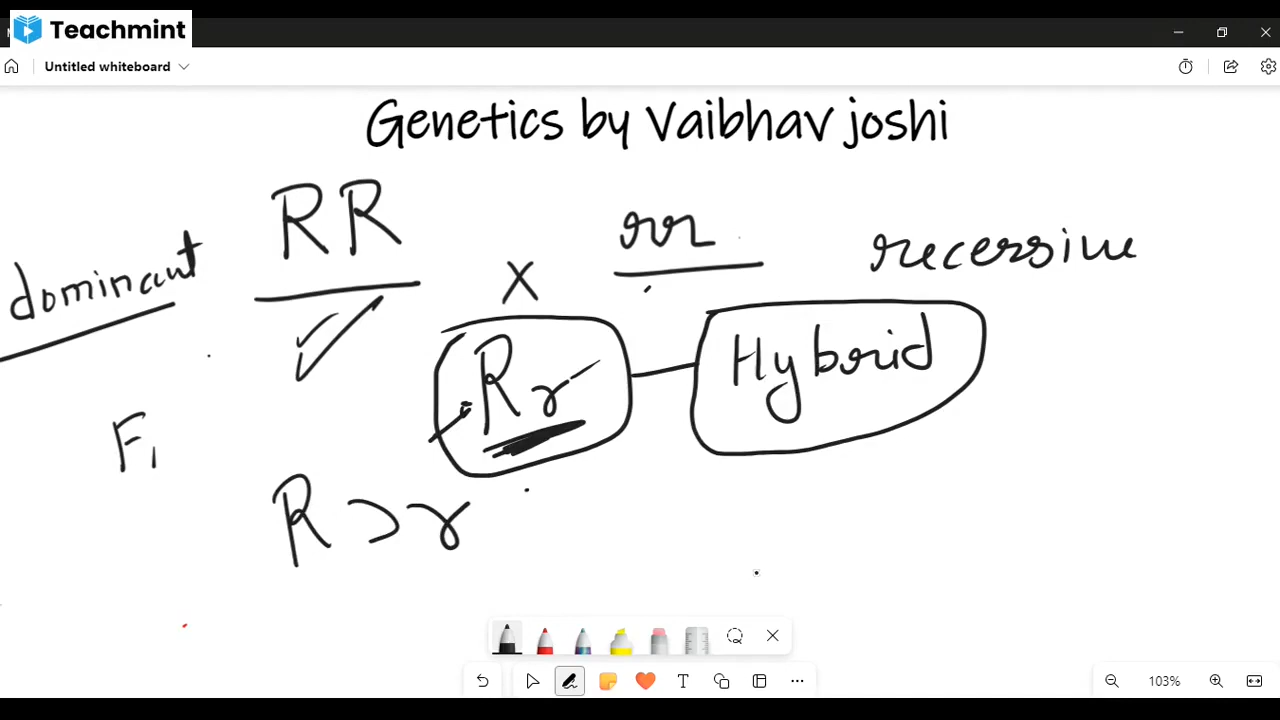 Teachmint
Untitled whiteboard
Genetics by Vaibhav joshi
dominant RR X rr recessive
Rr Hybrid
F1
R > r
103%